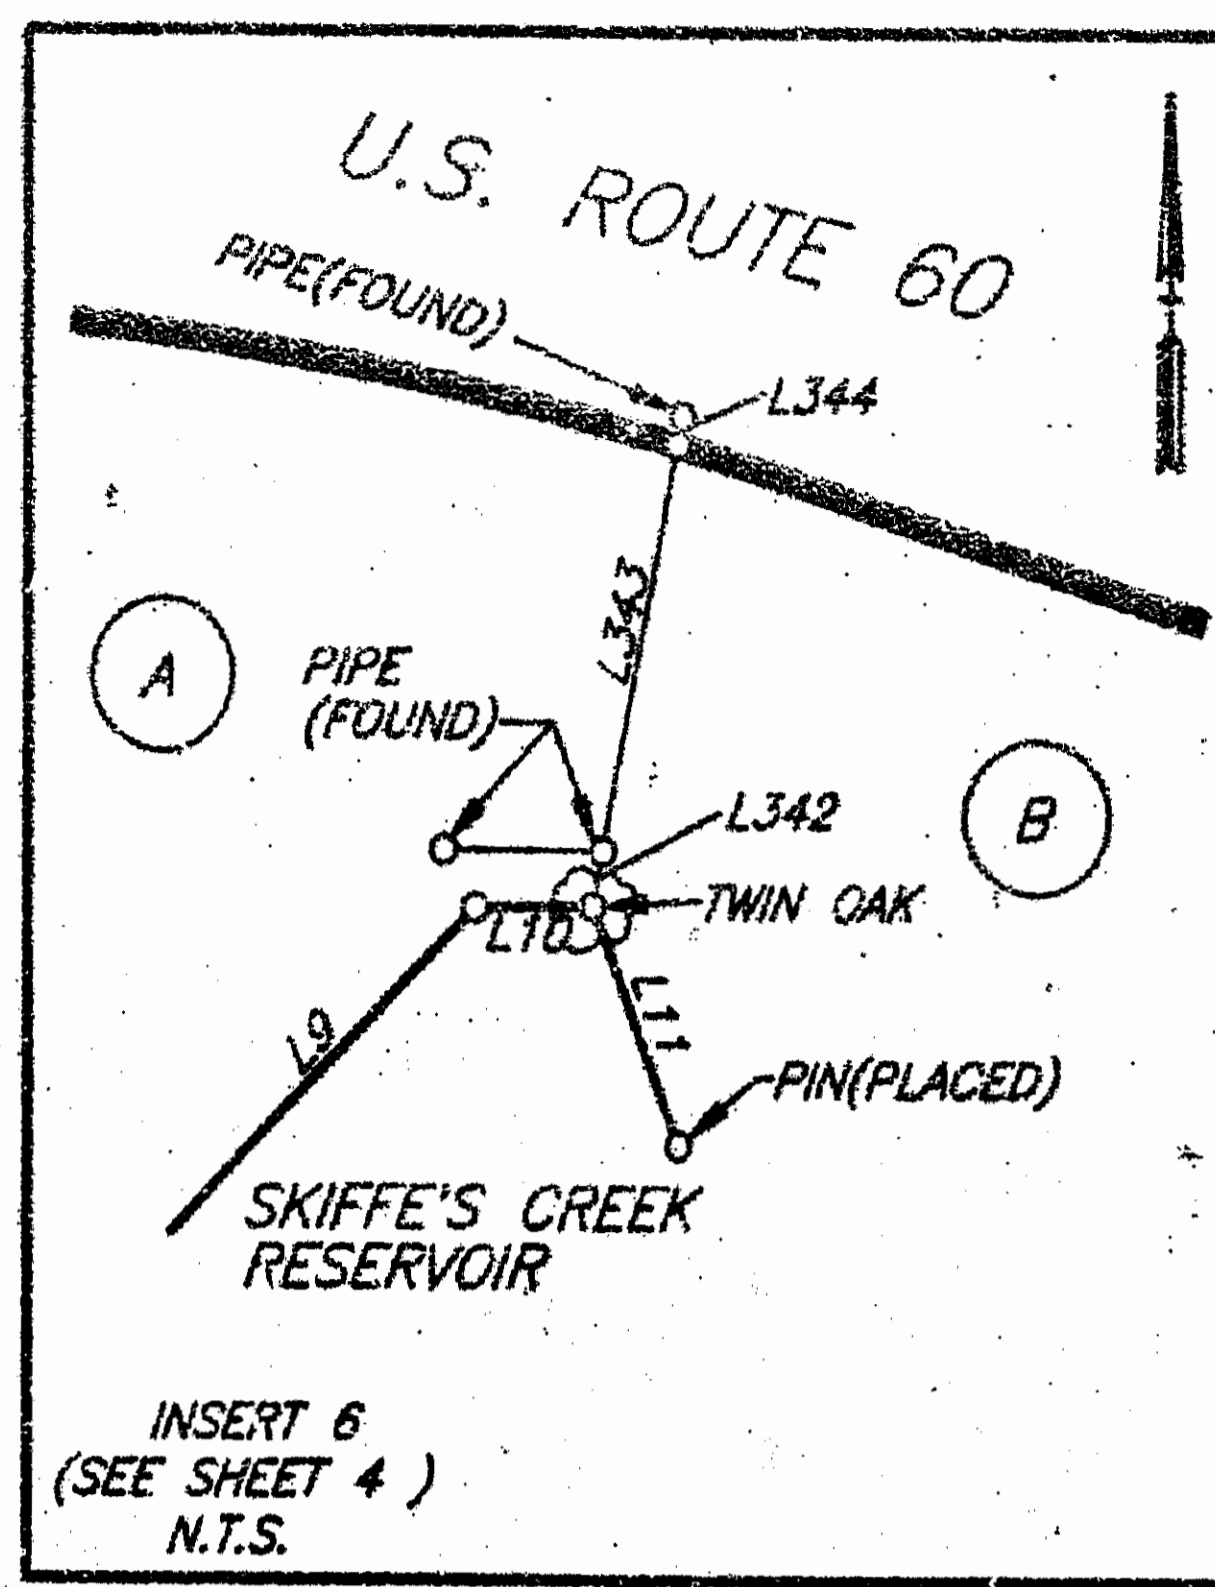 U.S. ROUTE 60
PIPE(FOUND)
L344
L343
A
PIPE
(FOUND)
B
L342
TWIN OAK
L10
L11
L9
PIN(PLACED)
SKIFFE'S CREEK
RESERVOIR
INSERT 6
(SEE SHEET 4 )
N.T.S.